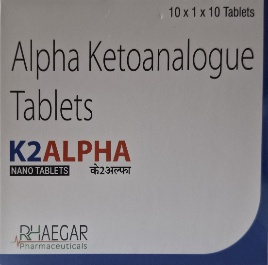 10 x 1 x 10 Tablets
Alpha Ketoanalogue
Tablets
K2ALPHA
NANO TABLETS के2अल्फा
RHAEGAR
Pharmaceuticals